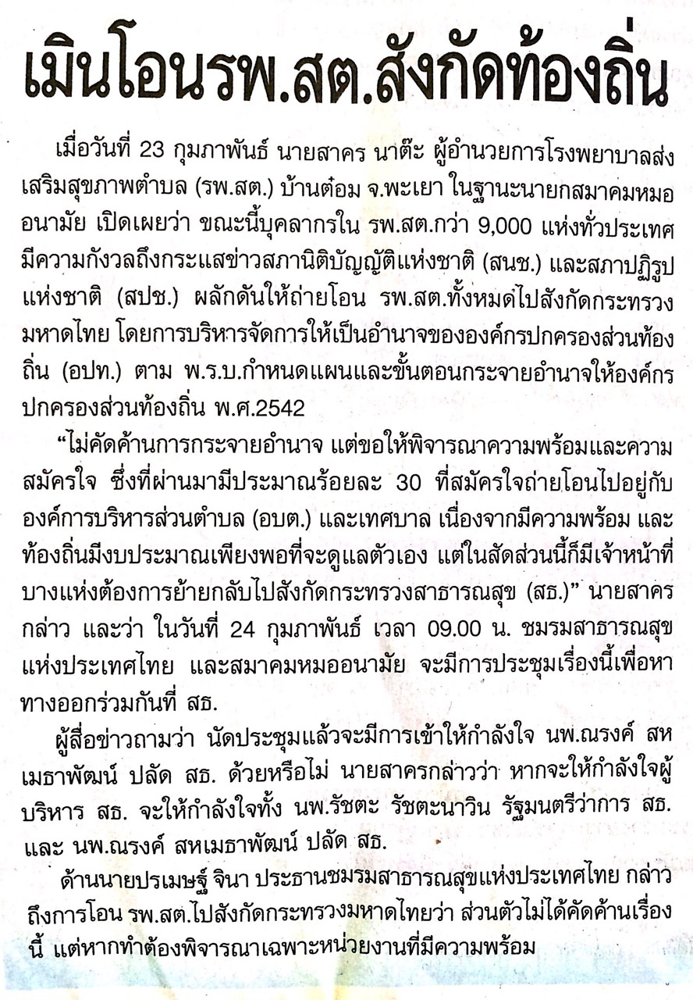 เมินโอนรพ.สต.สังกัดท้องถิ่น
เมื่อวันที่ 23 กุมภาพันธ์ นายสาคร นาต๊ะ ผู้อำนวยการโรงพยาบาลส่ง
เสริมสุขภาพตำบล (รพ.สต.) บ้านต๋อม จ.พะเยา ในฐานะนายกสมาคมหมอ
อนามัย เปิดเผยว่า ขณะนี้บุคลากรใน รพ.สต.กว่า 9,000 แห่งทั่วประเทศ
มีความกังวลถึงกระแสข่าวสภานิติบัญญัติแห่งชาติ (สนช.) และสภาปฏิรูป
แห่งชาติ (สปช.) ผลักดันให้ถ่ายโอน รพ.สต.ทั้งหมดไปสังกัดกระทรวง
มหาดไทย โดยการบริหารจัดการให้เป็นอำนาจขององค์กรปกครองส่วนท้อง
ถิ่น (อปท.) ตาม พ.ร.บ.กำหนดแผนและขั้นตอนกระจายอำนาจให้องค์กร
ปกครองส่วนท้องถิ่น พ.ศ.2542
“ไม่คัดค้านการกระจายอำนาจ แต่ขอให้พิจารณาความพร้อมและความ
สมัครใจ ซึ่งที่ผ่านมามีประมาณร้อยละ 30 ที่สมัครใจถ่ายโอนไปอยู่กับ
องค์การบริหารส่วนตำบล (อบต.) และเทศบาล เนื่องจากมีความพร้อม และ
ท้องถิ่นมีงบประมาณเพียงพอที่จะดูแลตัวเอง แต่ในสัดส่วนนี้ก็มีเจ้าหน้าที่
บางแห่งต้องการย้ายกลับไปสังกัดกระทรวงสาธารณสุข (สธ.)” นายสาคร
กล่าว และว่า ในวันที่ 24 กุมภาพันธ์ เวลา 09.00 น. ชมรมสาธารณสุข
แห่งประเทศไทย และสมาคมหมออนามัย จะมีการประชุมเรื่องนี้เพื่อหา
ทางออกร่วมกันที่ สธ.
ผู้สื่อข่าวถามว่า นัดประชุมแล้วจะมีการเข้าให้กำลังใจ นพ.ณรงค์ สห
เมธาพัฒน์ ปลัด สธ. ด้วยหรือไม่ นายสาครกล่าวว่า หากจะให้กำลังใจผู้
บริหาร สธ. จะให้กำลังใจทั้ง นพ.รัชตะ รัชตะนาวิน รัฐมนตรีว่าการ สธ.
และ นพ.ณรงค์ สหเมธาพัฒน์ ปลัด สธ.
ด้านนายปรเมษฐ์ จินา ประธานชมรมสาธารณสุขแห่งประเทศไทย กล่าว
ถึงการโอน รพ.สต.ไปสังกัดกระทรวงมหาดไทยว่า ส่วนตัวไม่ได้คัดค้านเรื่อง
นี้ แต่หากทำต้องพิจารณาเฉพาะหน่วยงานที่มีความพร้อม